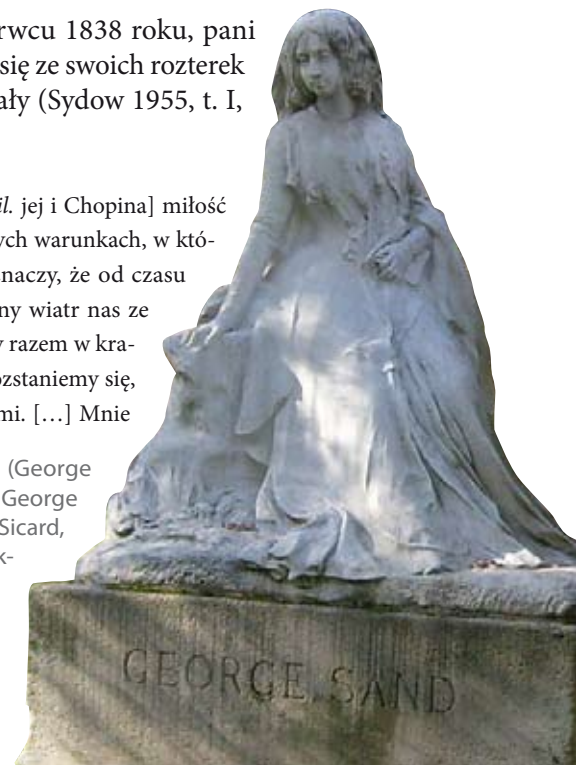 rwcu 1838 roku, pani
się ze swoich rozterek
ały (Sydow 1955, t. I,
il. jej i Chopina] miłość
ych warunkach, w któ-
naczy, że od czasu
ny wiatr nas ze
razem w kra-
ozstaniemy się,
mi. […] Mnie
(George
George
Sicard,
k-
GEORGE SAND